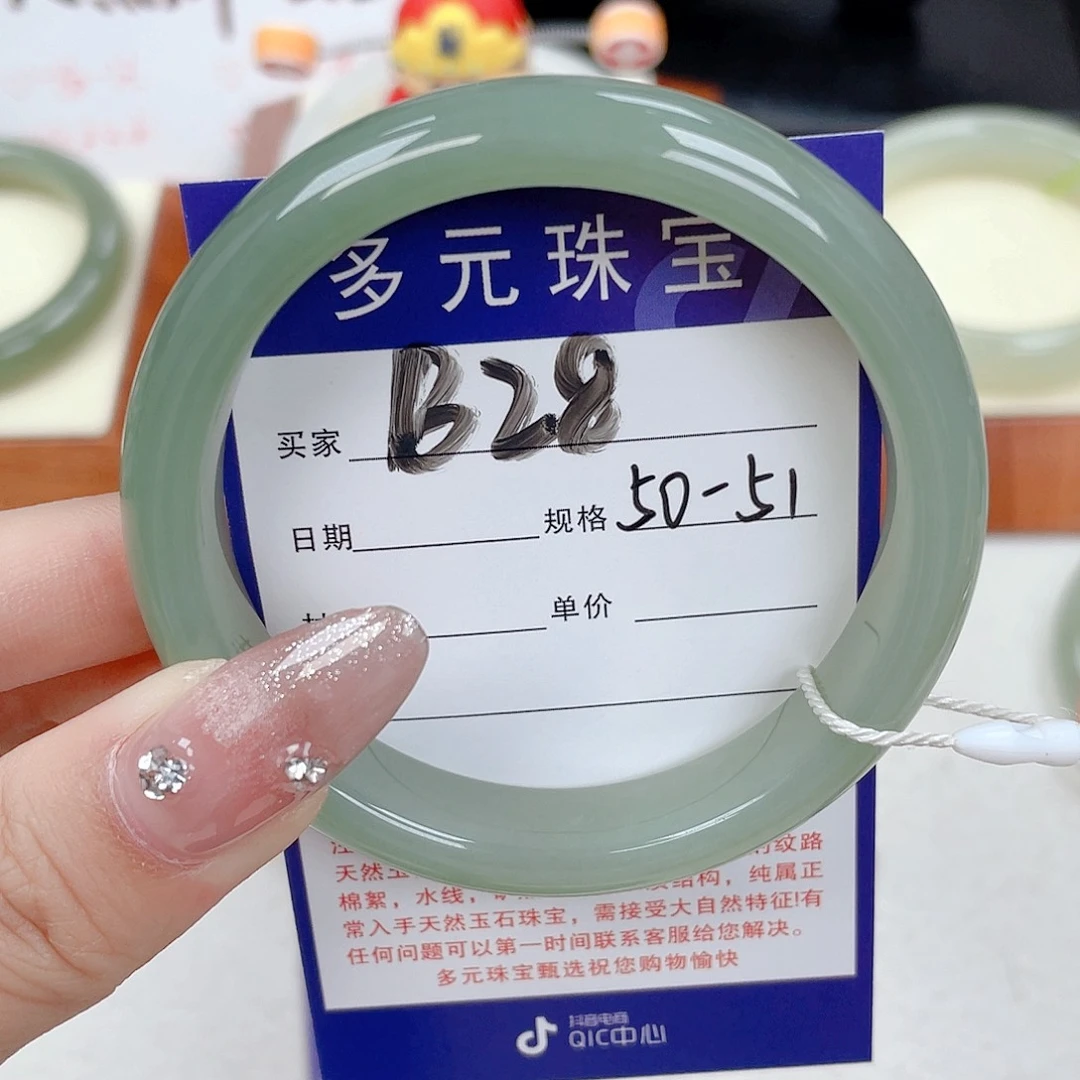 多元珠宝
买家 B28
日期 规格 50-51
单价
纹路
天然玉 结构，纯属正
棉絮，水线，
常入手天然玉石珠宝，需接受大自然特征!有
任何问题可以第一时间联系客服给您解决。
多元珠宝甄选祝您购物愉快
抖音电商
QIC中心